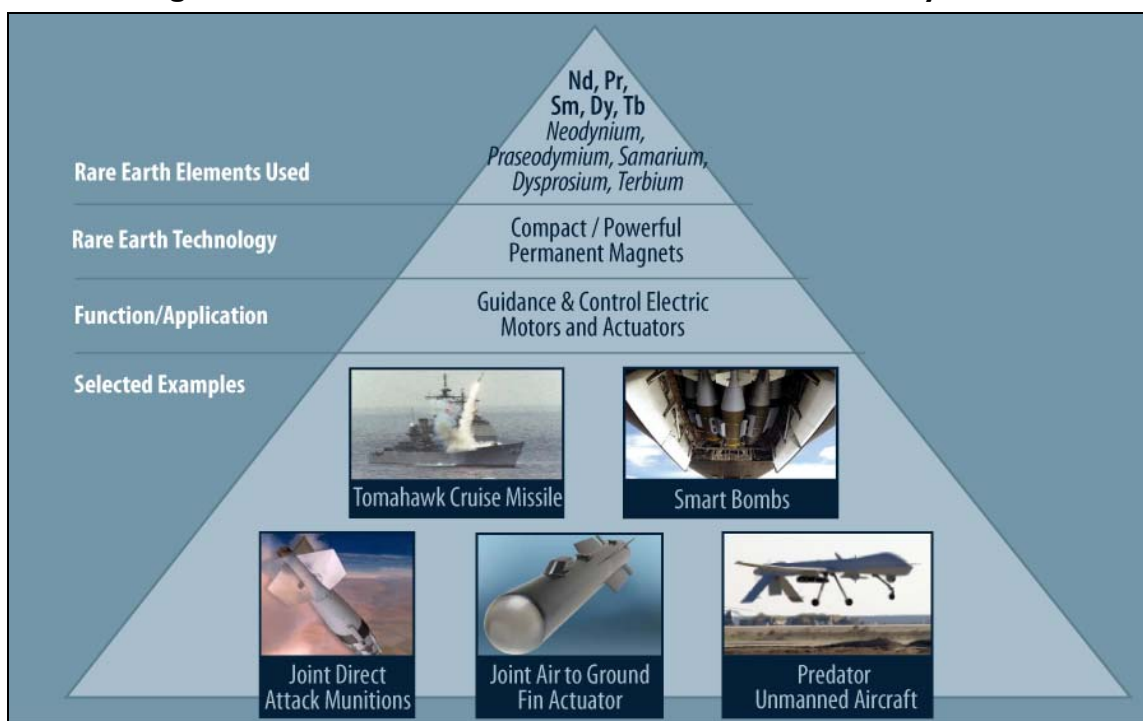 Nd, Pr,
Sm, Dy, Tb
Neodynium,
Praseodymium, Samarium,
Dysprosium, Terbium
Rare Earth Elements Used
Compact / Powerful
Permanent Magnets
Rare Earth Technology
Guidance & Control Electric
Motors and Actuators
Function/Application
Selected Examples
Tomahawk Cruise Missile
Smart Bombs
Joint Direct
Attack Munitions
Joint Air to Ground
Fin Actuator
Predator
Unmanned Aircraft